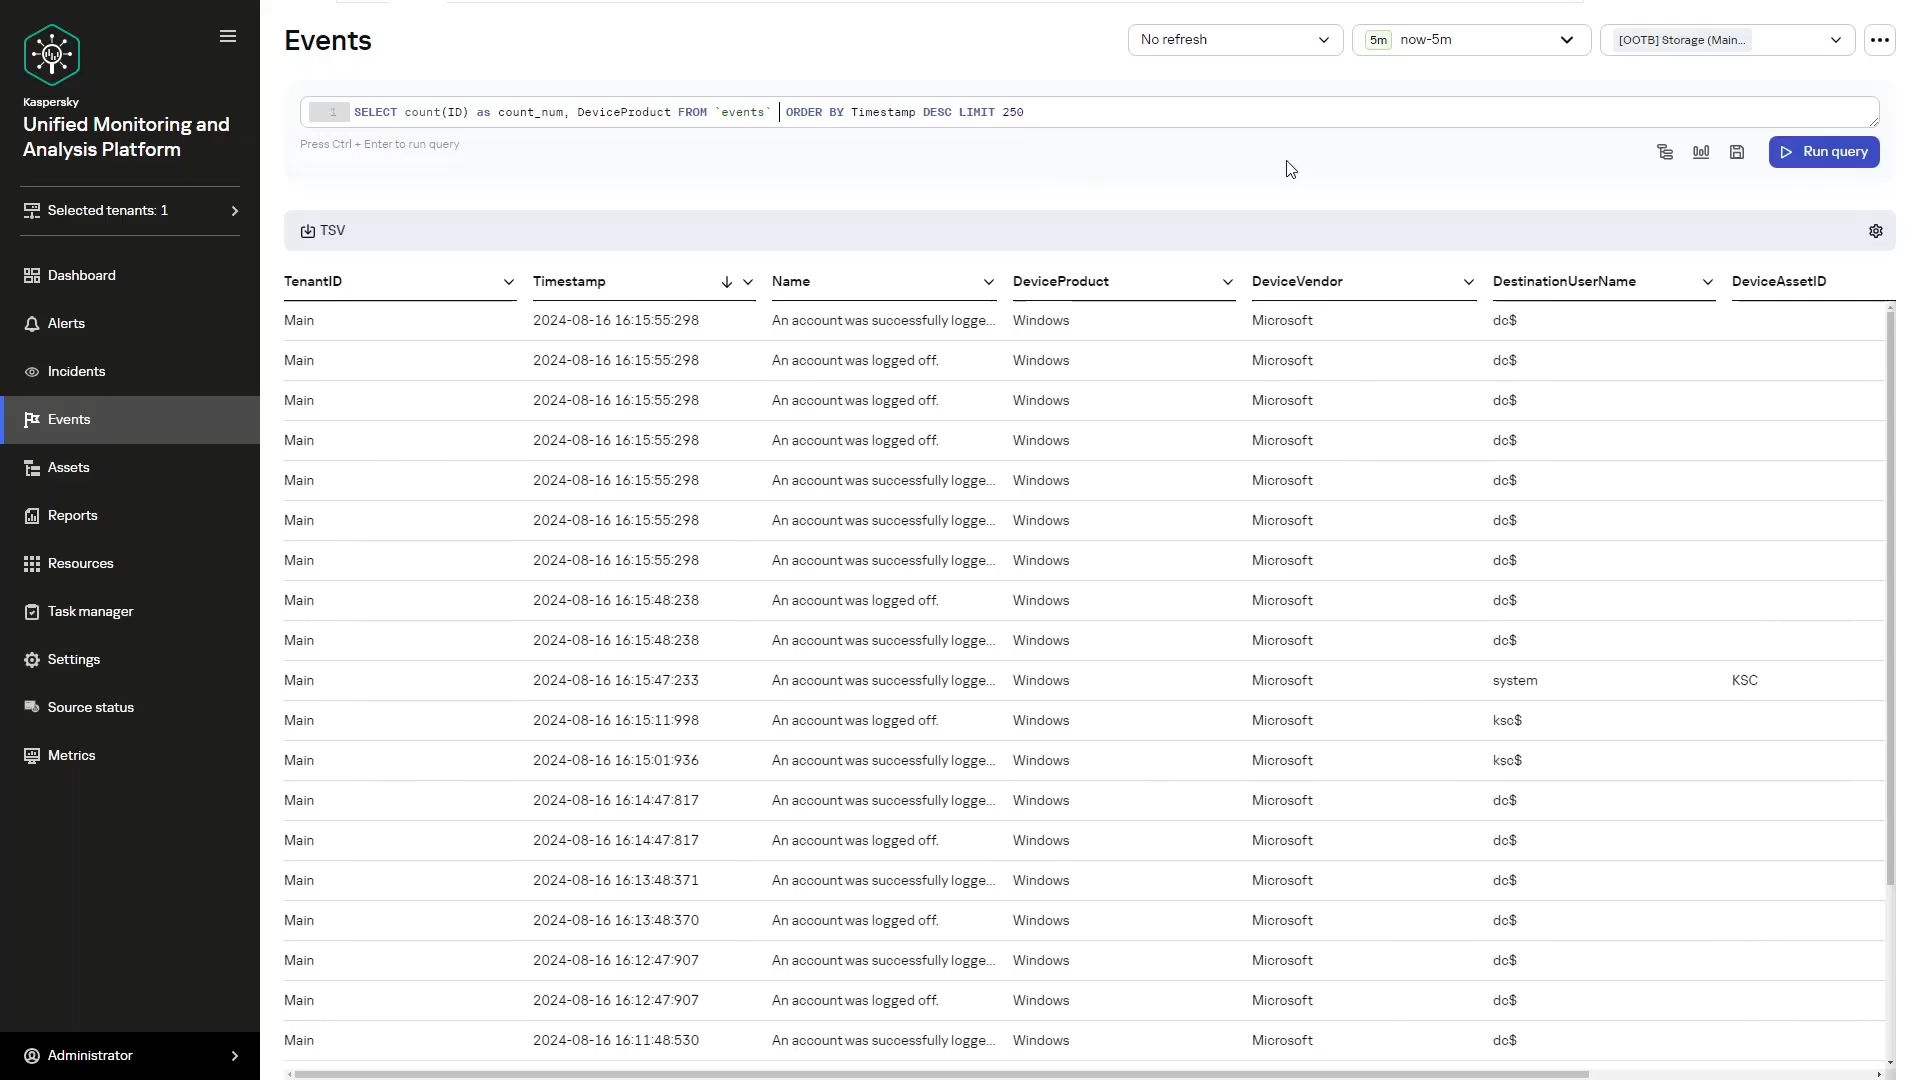 Kaspersky
Unified Monitoring and
Analysis Platform
Selected tenants: 1
Dashboard
Alerts
Incidents
Events
Assets
Reports
Resources
Task manager
Settings
Source status
Metrics
Administrator
Events
No refresh
5m now-5m
[OOTB] Storage (Main...
1 SELECT count(ID) as count_num, DeviceProduct FROM `events` ORDER BY Timestamp DESC LIMIT 250
Press Ctrl + Enter to run query
Run query
TSV
TenantID Timestamp Name DeviceProduct DeviceVendor DestinationUserName DeviceAssetID
Main 2024-08-16 16:15:55:298 An account was successfully logge... Windows Microsoft dc$
Main 2024-08-16 16:15:55:298 An account was logged off. Windows Microsoft dc$
Main 2024-08-16 16:15:55:298 An account was logged off. Windows Microsoft dc$
Main 2024-08-16 16:15:55:298 An account was logged off. Windows Microsoft dc$
Main 2024-08-16 16:15:55:298 An account was successfully logge... Windows Microsoft dc$
Main 2024-08-16 16:15:55:298 An account was successfully logge... Windows Microsoft dc$
Main 2024-08-16 16:15:55:298 An account was successfully logge... Windows Microsoft dc$
Main 2024-08-16 16:15:48:238 An account was logged off. Windows Microsoft dc$
Main 2024-08-16 16:15:48:238 An account was successfully logge... Windows Microsoft dc$
Main 2024-08-16 16:15:47:233 An account was successfully logge... Windows Microsoft system KSC
Main 2024-08-16 16:15:11:998 An account was logged off. Windows Microsoft ksc$
Main 2024-08-16 16:15:01:936 An account was successfully logge... Windows Microsoft ksc$
Main 2024-08-16 16:14:47:817 An account was successfully logge... Windows Microsoft dc$
Main 2024-08-16 16:14:47:817 An account was logged off. Windows Microsoft dc$
Main 2024-08-16 16:13:48:371 An account was successfully logge... Windows Microsoft dc$
Main 2024-08-16 16:13:48:370 An account was logged off. Windows Microsoft dc$
Main 2024-08-16 16:12:47:907 An account was successfully logge... Windows Microsoft dc$
Main 2024-08-16 16:12:47:907 An account was logged off. Windows Microsoft dc$
Main 2024-08-16 16:11:48:530 An account was successfully logge... Windows Microsoft dc$